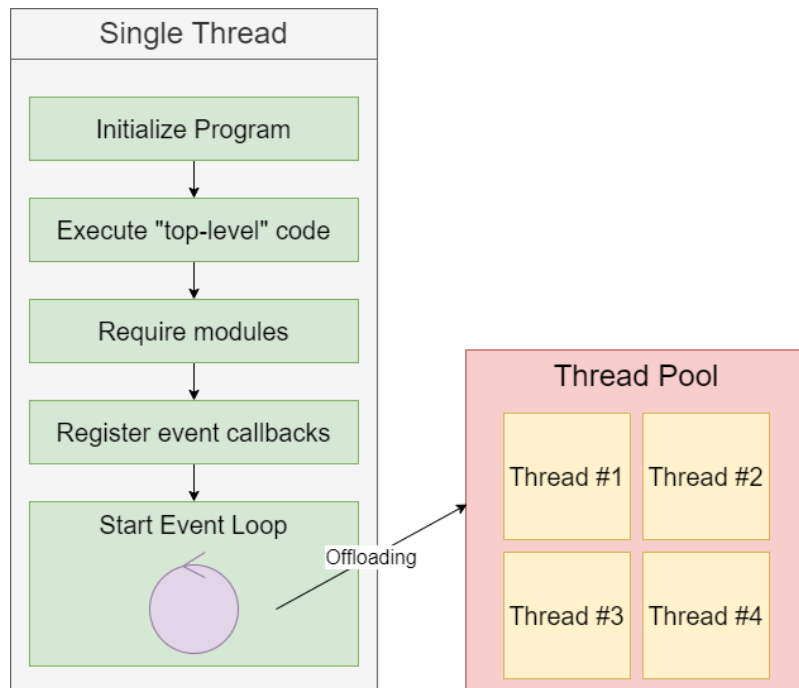 Single Thread
Initialize Program
Execute "top-level" code
Require modules
Register event callbacks
Start Event Loop
Offloading
Thread Pool
Thread #1
Thread #2
Thread #3
Thread #4